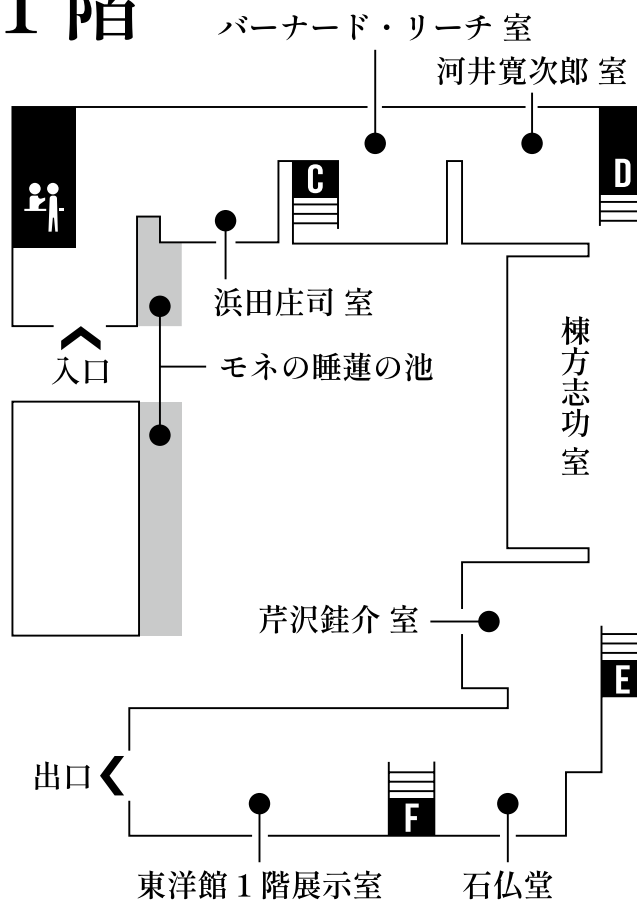 1階
バーナード・リーチ 室
河井寬次郎 室
C
D
浜田庄司 室
モネの睡蓮の池
入口
棟方志功 室
芹沢銈介 室
E
出口
F
東洋館1階展示室
石仏堂